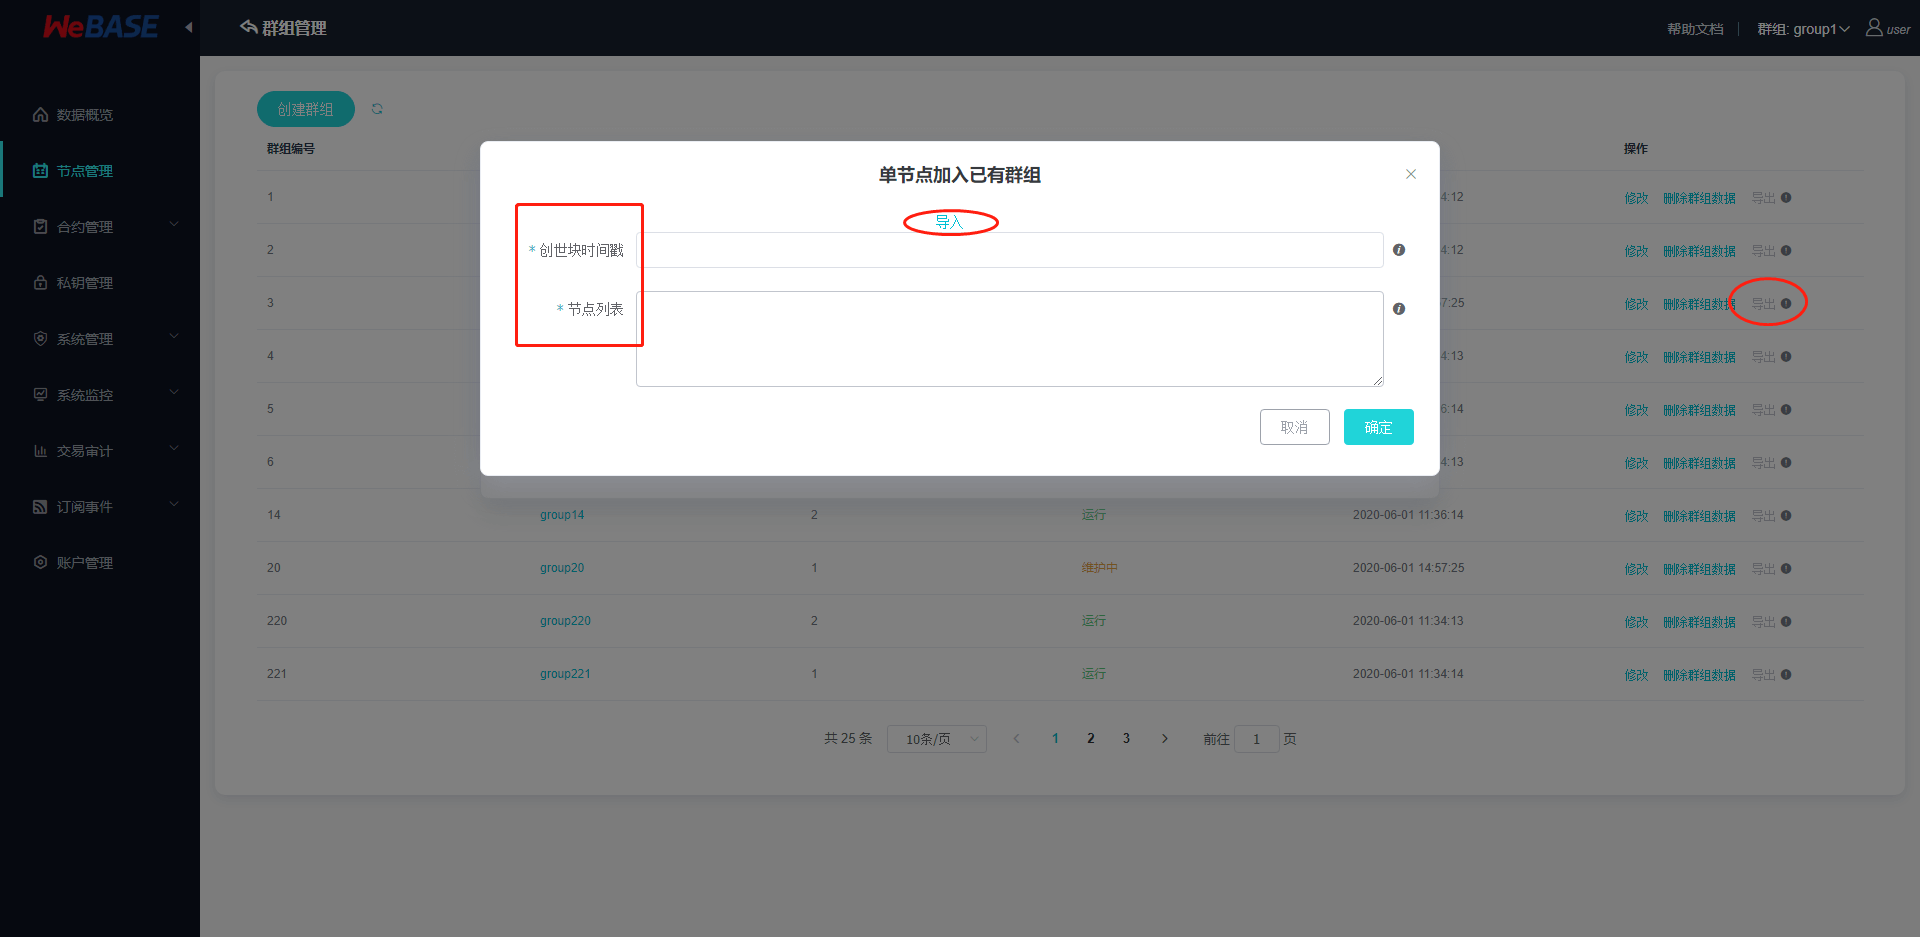 WeBASE
群组管理
帮助文档
群组: group1
user
数据概览
节点管理
合约管理
私钥管理
系统管理
系统监控
交易审计
订阅事件
账户管理
创建群组
群组编号
操作
1
4:12
修改 删除群组数据 导出
2
4:12
修改 删除群组数据 导出
3
7:25
修改 删除群组数据 导出
4
4:13
修改 删除群组数据 导出
5
6:14
修改 删除群组数据 导出
6
4:13
修改 删除群组数据 导出
单节点加入已有群组
导入
* 创世块时间戳
* 节点列表
取消
确定
14 group14 2 运行 2020-06-01 11:36:14 修改 删除群组数据 导出
20 group20 1 维护中 2020-06-01 14:57:25 修改 删除群组数据 导出
220 group220 2 运行 2020-06-01 11:34:13 修改 删除群组数据 导出
221 group221 1 运行 2020-06-01 11:34:14 修改 删除群组数据 导出
共 25 条 10条/页 1 2 3 前往 1 页